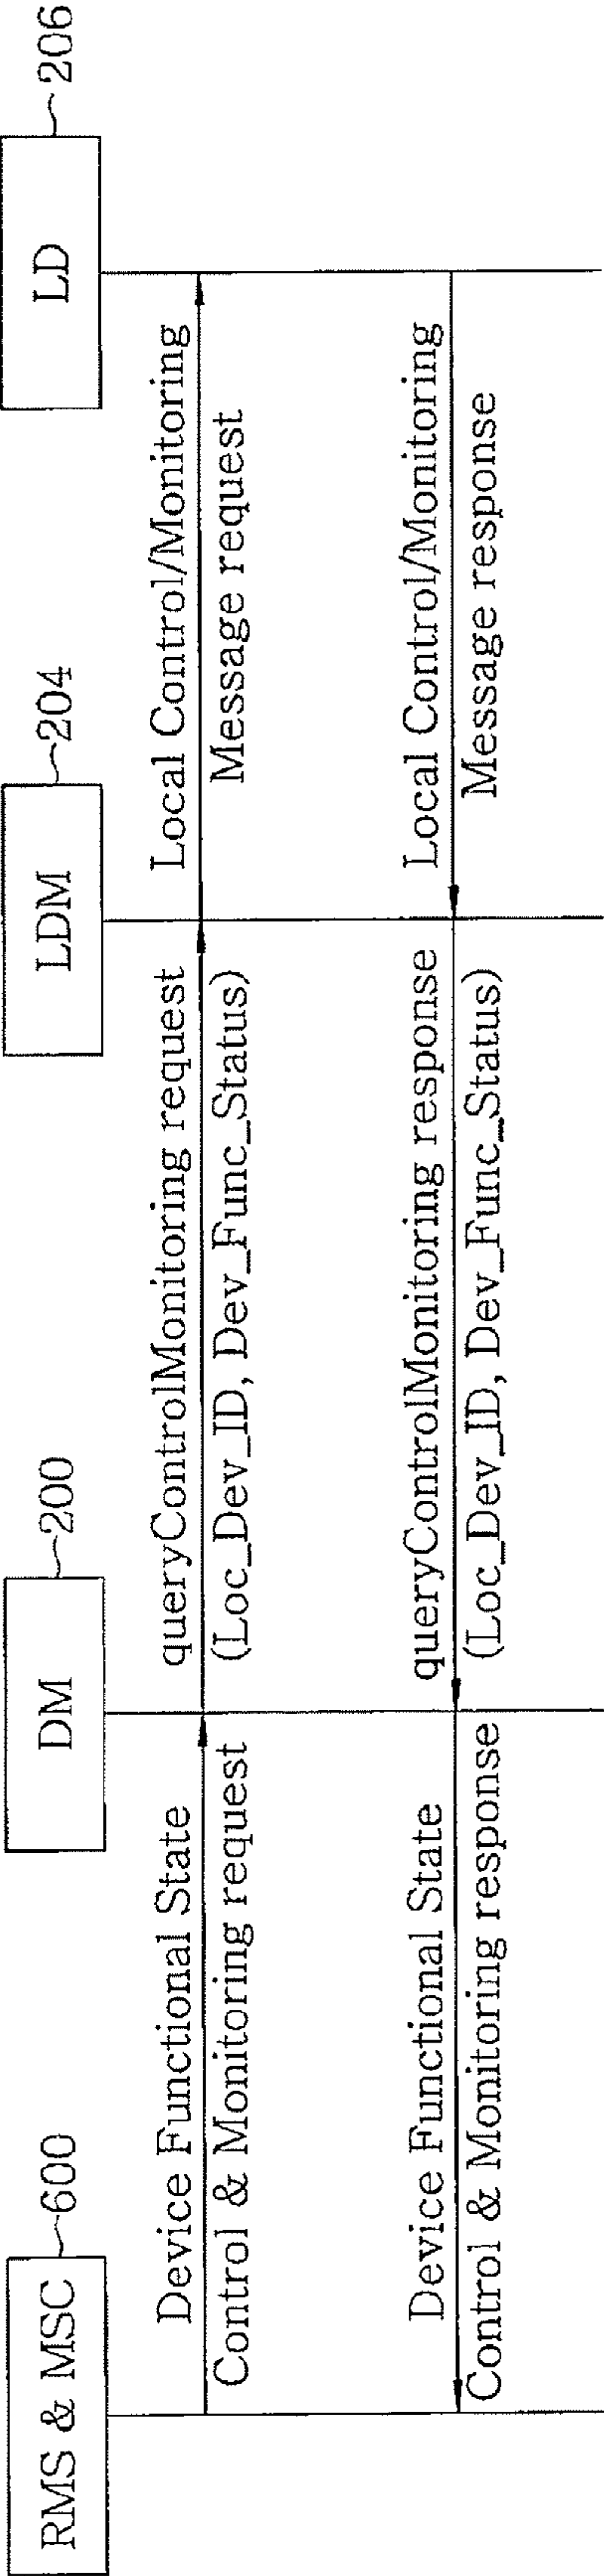 RMS & MSC
600
DM
200
LDM
204
LD
206
Device Functional State
Control & Monitoring request
queryControlMonitoring request
(Loc_Dev_ID, Dev_Func_Status)
Local Control/Monitoring
Message request
Device Functional State
Control & Monitoring response
queryControlMonitoring response
(Loc_Dev_ID, Dev_Func_Status)
Local Control/Monitoring
Message response